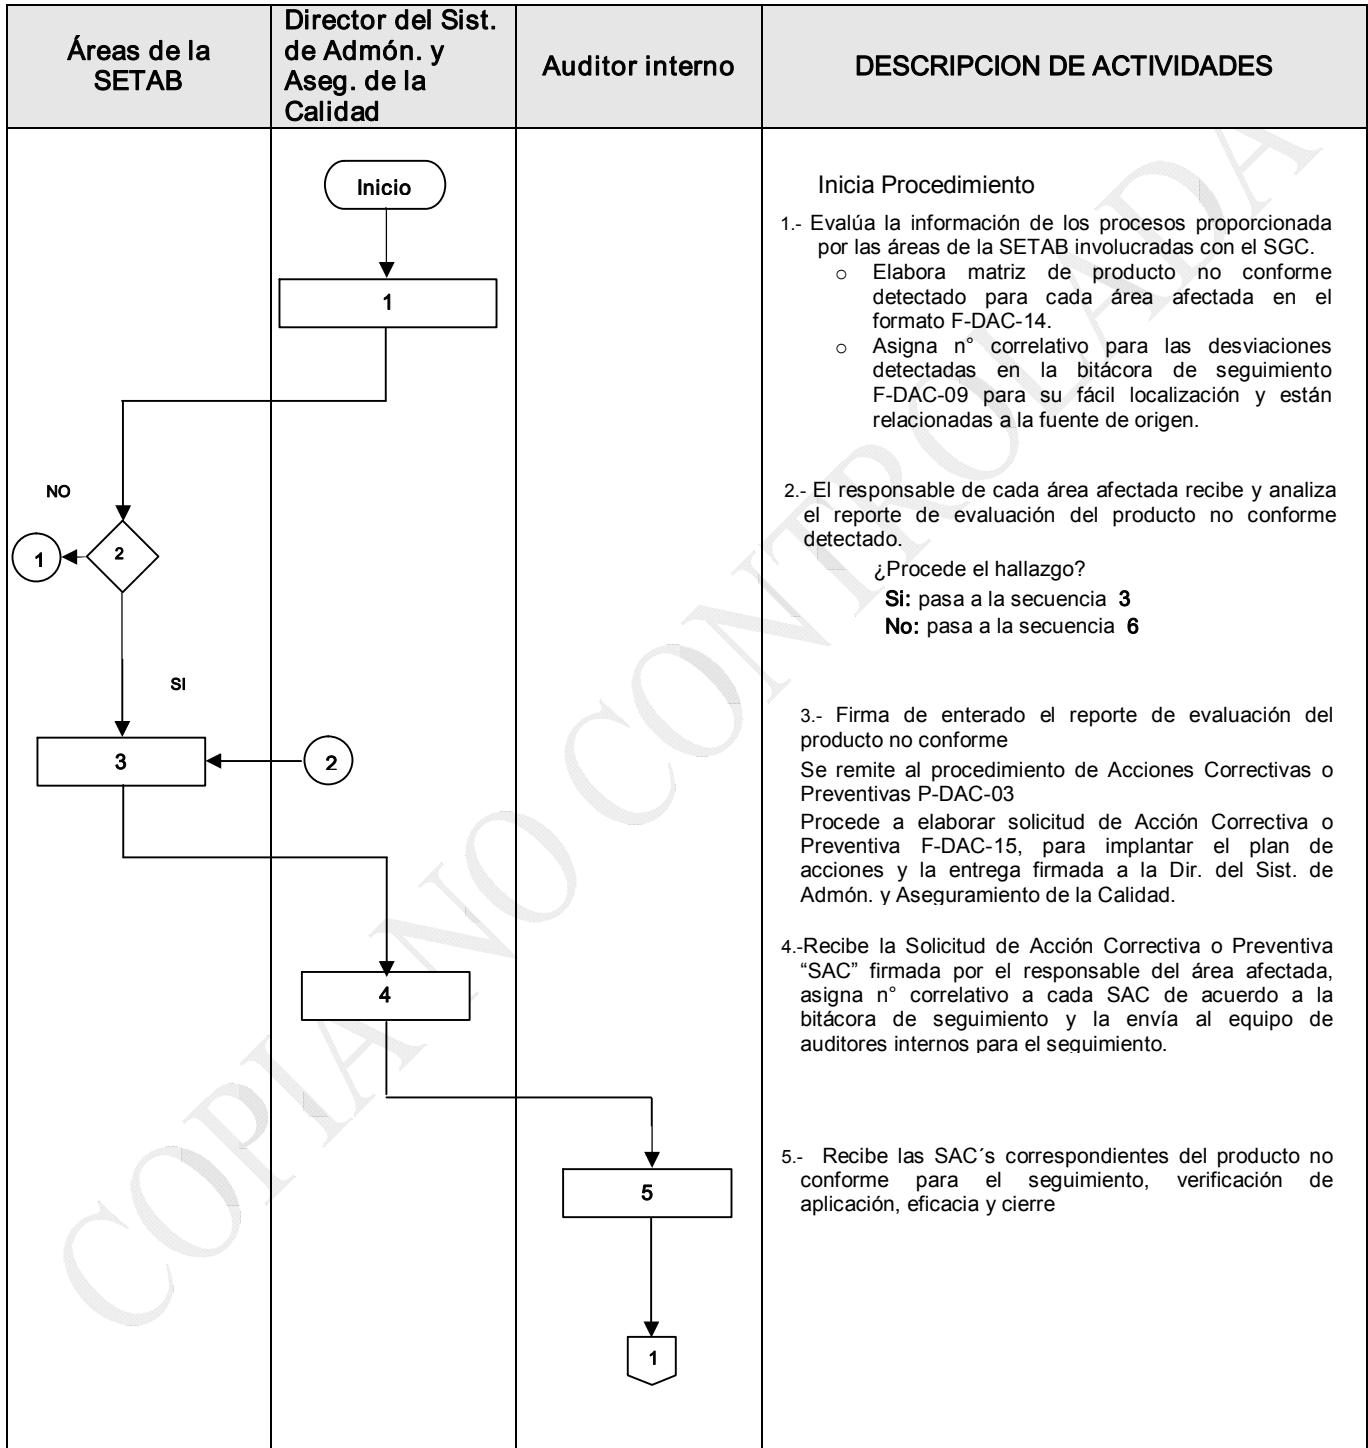 Áreas de la
SETAB
Director del Sist.
de Admón. y
Aseg. de la
Calidad
Auditor interno
DESCRIPCION DE ACTIVIDADES
Inicio
1
NO
1
2
SI
3
2
4
5
1
Inicia Procedimiento
1.- Evalúa la información de los procesos proporcionada
por las áreas de la SETAB involucradas con el SGC.
o Elabora matriz de producto no conforme
detectado para cada área afectada en el
formato F-DAC-14.
o Asigna n° correlativo para las desviaciones
detectadas en la bitácora de seguimiento
F-DAC-09 para su fácil localización y están
relacionadas a la fuente de origen.
2.- El responsable de cada área afectada recibe y analiza
el reporte de evaluación del producto no conforme
detectado.
¿Procede el hallazgo?
Si: pasa a la secuencia 3
No: pasa a la secuencia 6
3.- Firma de enterado el reporte de evaluación del
producto no conforme
Se remite al procedimiento de Acciones Correctivas o
Preventivas P-DAC-03
Procede a elaborar solicitud de Acción Correctiva o
Preventiva F-DAC-15, para implantar el plan de
acciones y la entrega firmada a la Dir. del Sist. de
Admón. y Aseguramiento de la Calidad.
4.-Recibe la Solicitud de Acción Correctiva o Preventiva
“SAC” firmada por el responsable del área afectada,
asigna n° correlativo a cada SAC de acuerdo a la
bitácora de seguimiento y la envía al equipo de
auditores internos para el seguimiento.
5.- Recibe las SAC´s correspondientes del producto no
conforme para el seguimiento, verificación de
aplicación, eficacia y cierre
COPIA NO CONTROLADA